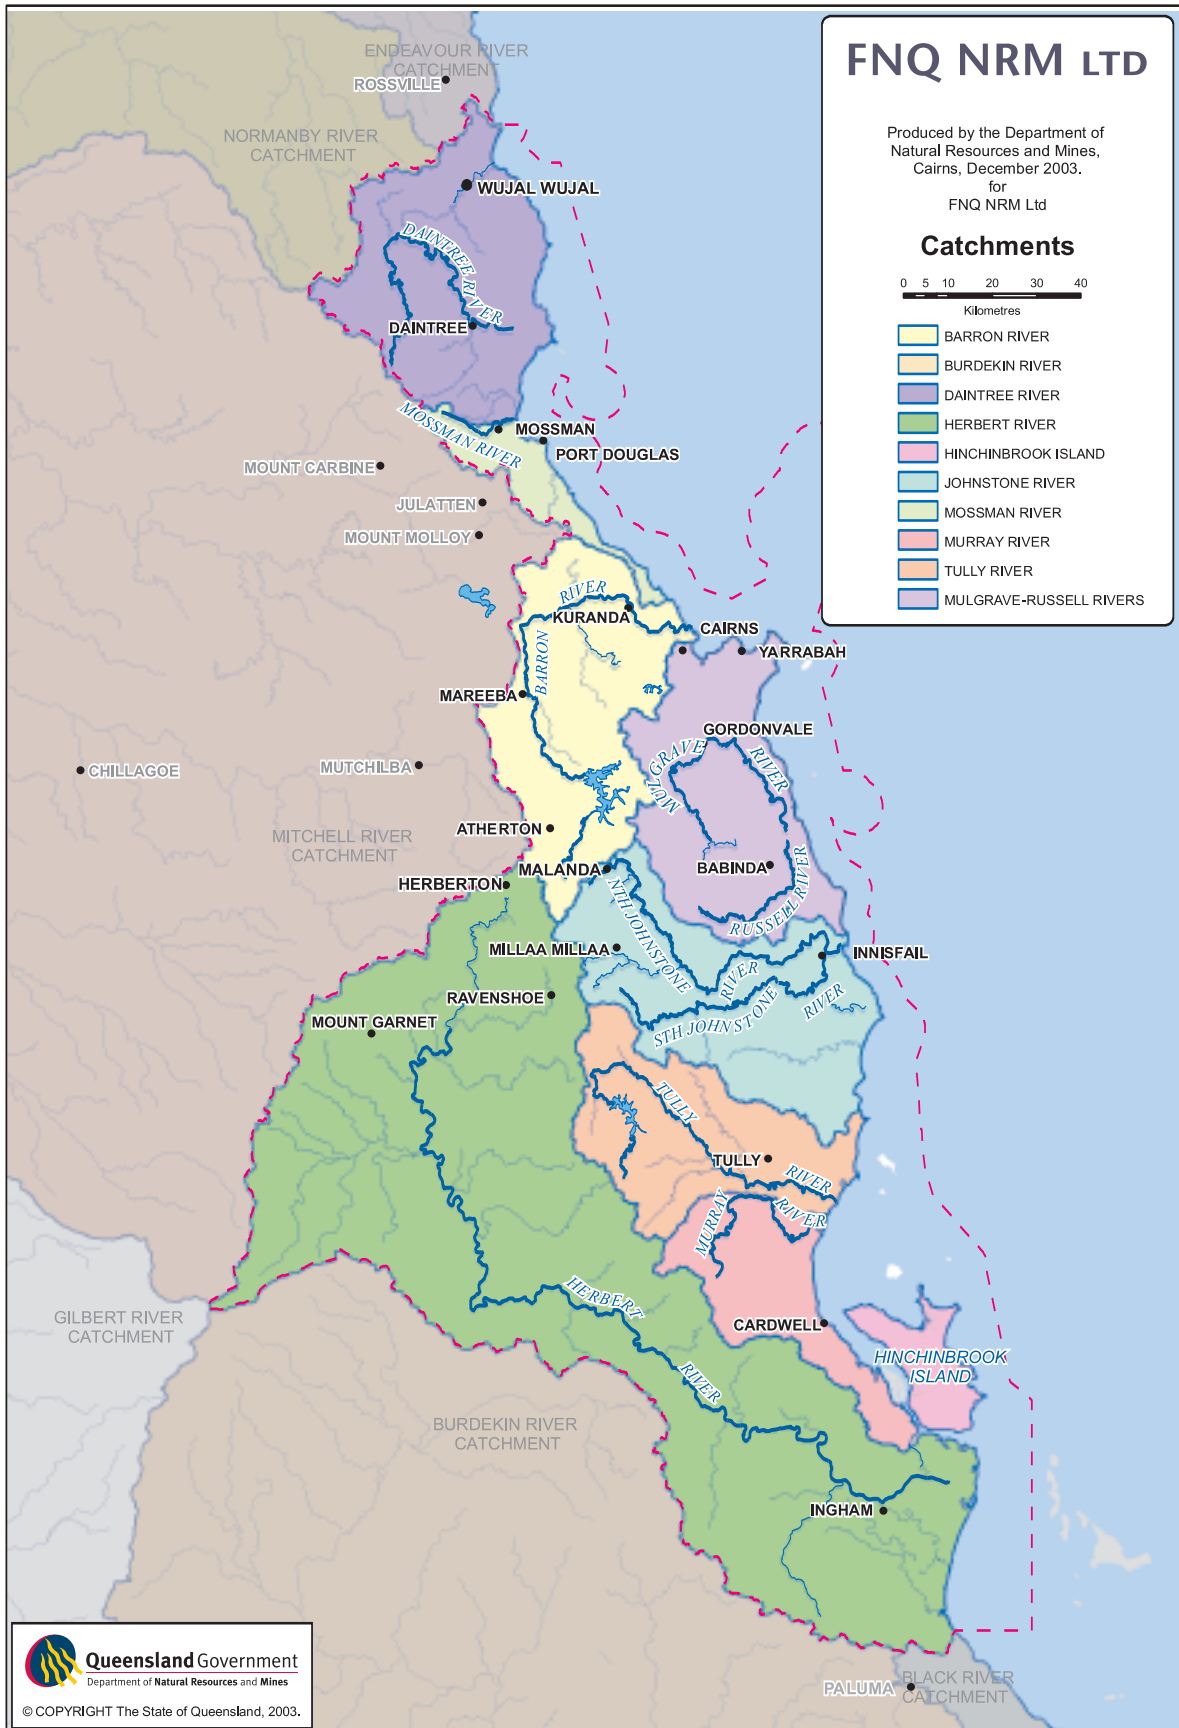 FNQ NRM LTD
Produced by the Department of
Natural Resources and Mines,
Cairns, December 2003.
for
FNQ NRM Ltd
Catchments
0 5 10 20 30 40
Kilometres
BARRON RIVER
BURDEKIN RIVER
DAINTREE RIVER
HERBERT RIVER
HINCHINBROOK ISLAND
JOHNSTONE RIVER
MOSSMAN RIVER
MURRAY RIVER
TULLY RIVER
MULGRAVE-RUSSELL RIVERS
ENDEAVOUR RIVER
CATCHMENT
ROSSVILLE
NORMANBY RIVER
CATCHMENT
WUJAL WUJAL
DAINTREE RIVER
DAINTREE
MOSSMAN RIVER
MOSSMAN
PORT DOUGLAS
MOUNT CARBINE
JULATTEN
MOUNT MOLLOY
BARRON RIVER
KURANDA
CAIRNS
YARRABAH
MAREEBA
GORDONVALE
MULGRAVE RIVER
CHILLAGOE
MUTCHILBA
MITCHELL RIVER
CATCHMENT
ATHERTON
MALANDA
BABINDA
RUSSELL RIVER
HERBERTON
NTH JOHNSTONE RIVER
MILLAA MILLAA
INNISFAIL
STH JOHNSTONE RIVER
RAVENSHOE
MOUNT GARNET
TULLY RIVER
TULLY
MURRAY RIVER
HERBERT RIVER
CARDWELL
HINCHINBROOK
ISLAND
GILBERT RIVER
CATCHMENT
BURDEKIN RIVER
CATCHMENT
INGHAM
BLACK RIVER
CATCHMENT
PALUMA
Queensland Government
Department of Natural Resources and Mines
© COPYRIGHT The State of Queensland, 2003.